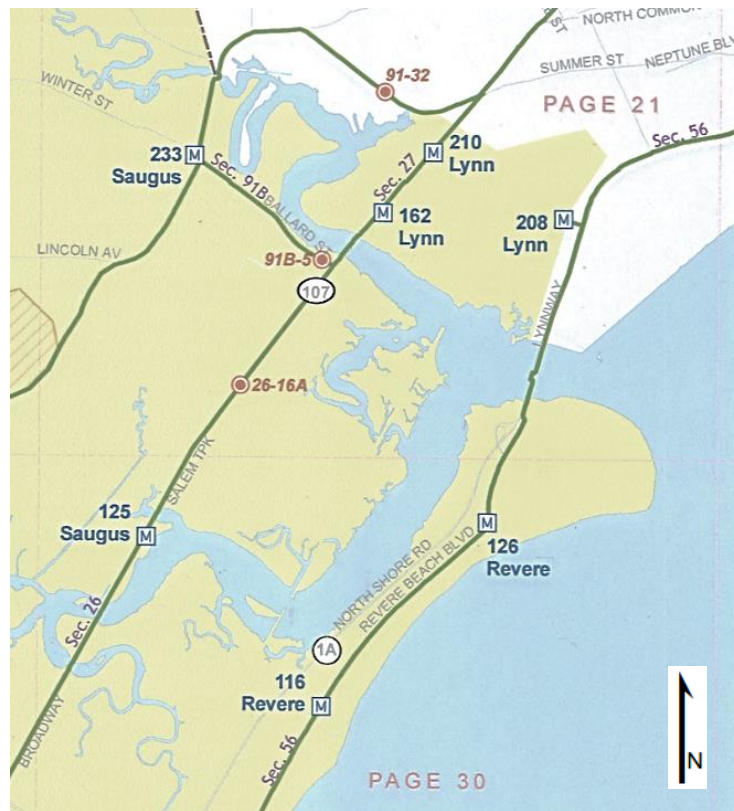 NORTH COMMON
ST
SUMMER ST
NEPTUNE BLV
91-32
WINTER ST
PAGE 21
Sec. 56
210
Lynn
233
Saugus
M
M
Sec. 27
Sec. 91B
BALLARD ST
M
162
Lynn
208
Lynn
M
LINCOLN AV
91B-5
107
LYNNWAY
26-16A
SALEM TPK
125
Saugus
M
M
126
Revere
NORTH SHORE RD
REVERE BEACH BLVD
Sec. 26
1A
116
Revere
M
BROADWAY
Sec. 56
PAGE 30
N